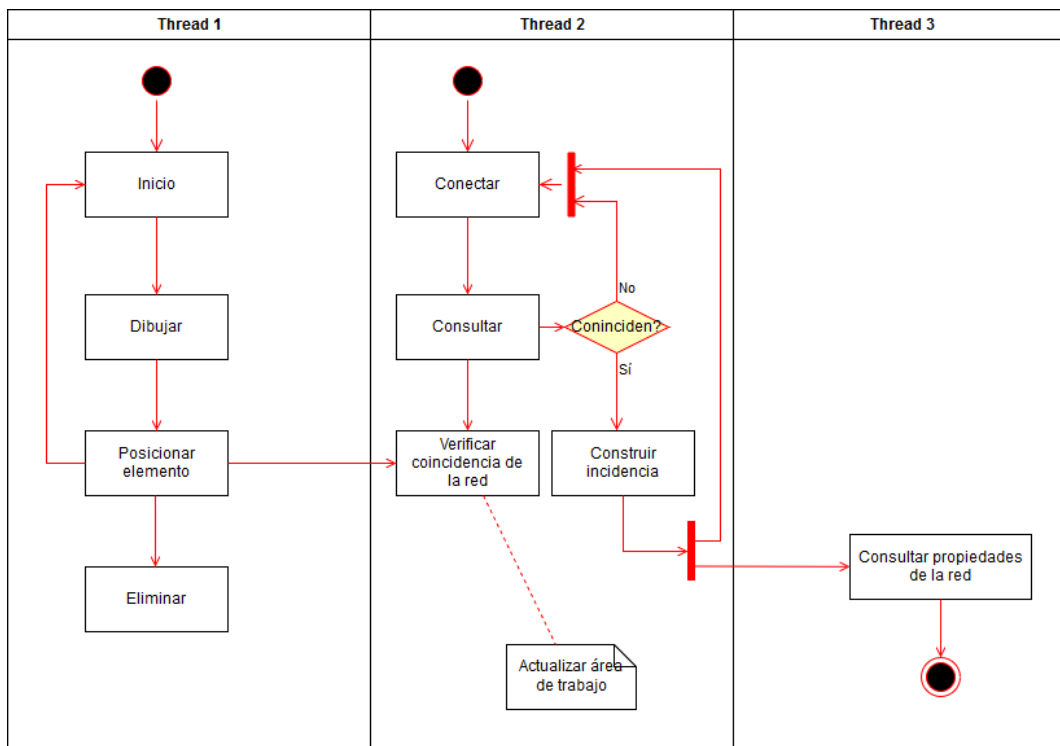 Thread 1
Thread 2
Thread 3
Inicio
Dibujar
Posicionar
elemento
Eliminar
Conectar
Consultar
Coninciden?
No
Sí
Verificar
coincidencia de
la red
Construir
incidencia
Actualizar área
de trabajo
Consultar propiedades
de la red